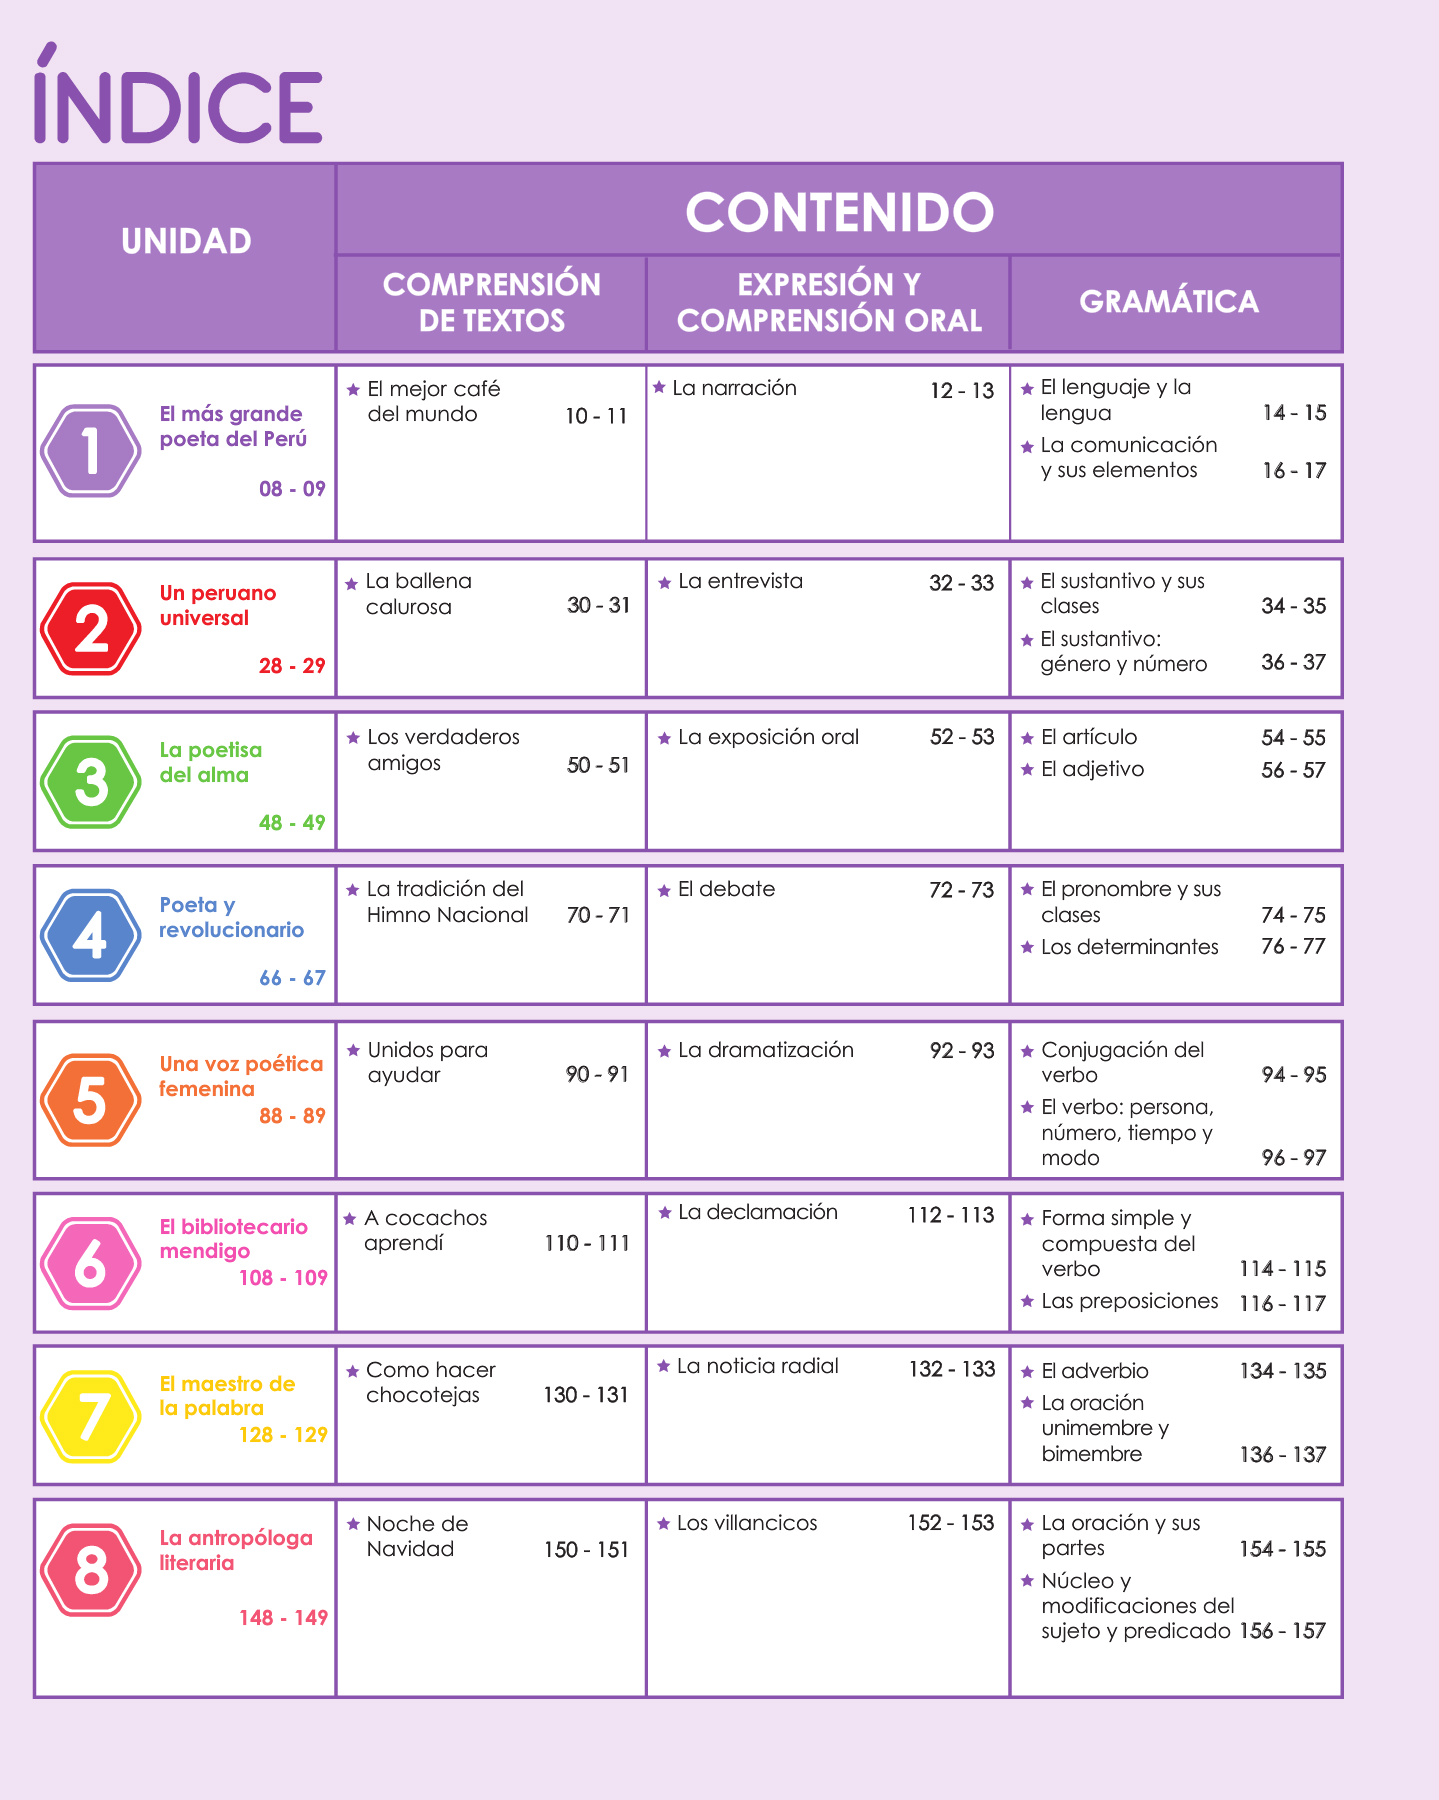 ÍNDICE
UNIDAD
CONTENIDO
COMPRENSIÓN
DE TEXTOS
EXPRESIÓN Y
COMPRENSIÓN ORAL
GRAMÁTICA
1
El más grande
poeta del Perú
08 - 09
El mejor café
del mundo 10 - 11
La narración 12 - 13
El lenguaje y la
lengua 14 - 15
La comunicación
y sus elementos 16 - 17
2
Un peruano
universal
28 - 29
La ballena
calurosa 30 - 31
La entrevista 32 - 33
El sustantivo y sus
clases 34 - 35
El sustantivo:
género y número 36 - 37
3
La poetisa
del alma
48 - 49
Los verdaderos
amigos 50 - 51
La exposición oral 52 - 53
El artículo 54 - 55
El adjetivo 56 - 57
4
Poeta y
revolucionario
66 - 67
La tradición del
Himno Nacional 70 - 71
El debate 72 - 73
El pronombre y sus
clases 74 - 75
Los determinantes 76 - 77
5
Una voz poética
femenina
88 - 89
Unidos para
ayudar 90 - 91
La dramatización 92 - 93
Conjugación del
verbo 94 - 95
El verbo: persona,
número, tiempo y
modo 96 - 97
6
El bibliotecario
mendigo
108 - 109
A cocachos
aprendí 110 - 111
La declamación 112 - 113
Forma simple y
compuesta del
verbo 114 - 115
Las preposiciones 116 - 117
7
El maestro de
la palabra
128 - 129
Como hacer
chocotejas 130 - 131
La noticia radial 132 - 133
El adverbio 134 - 135
La oración
unimembre y
bimembre 136 - 137
8
La antropóloga
literaria
148 - 149
Noche de
Navidad 150 - 151
Los villancicos 152 - 153
La oración y sus
partes 154 - 155
Núcleo y
modificaciones del
sujeto y predicado 156 - 157